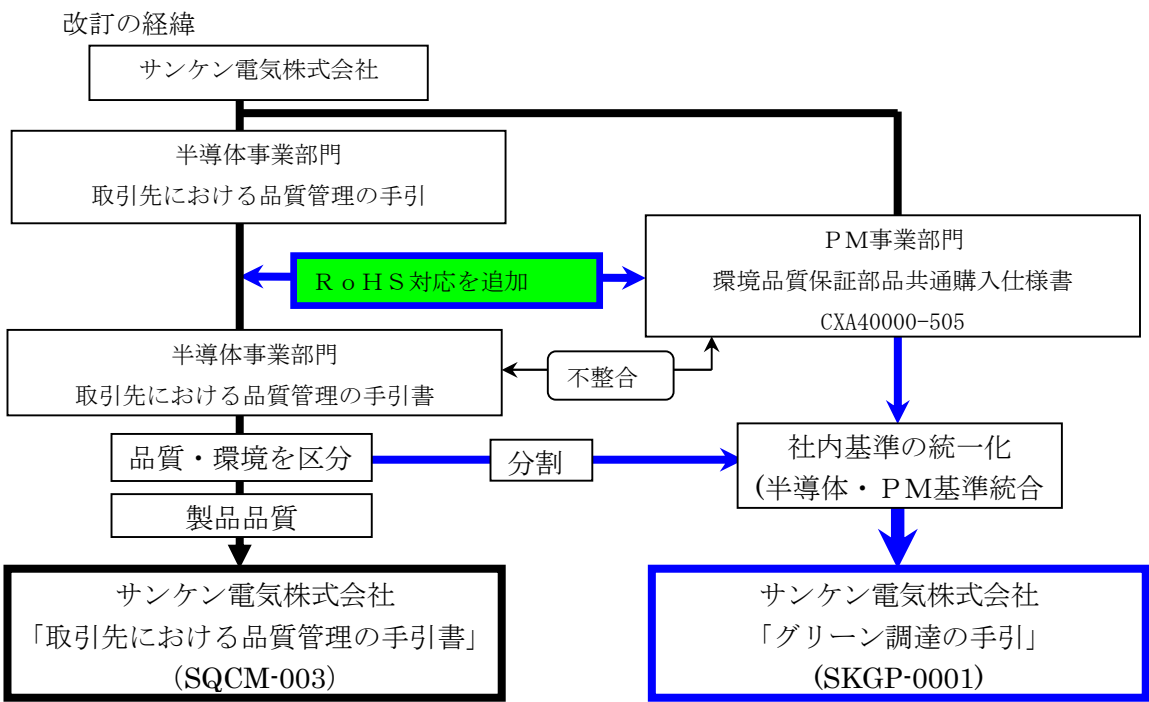 改訂の経緯
サンケン電気株式会社
半導体事業部門
取引先における品質管理の手引
ＰＭ事業部門
環境品質保証部品共通購入仕様書
CXA40000-505
ＲｏＨＳ対応を追加
半導体事業部門
取引先における品質管理の手引書
不整合
品質・環境を区分
分割
社内基準の統一化
(半導体・ＰＭ基準統合
製品品質
サンケン電気株式会社
「取引先における品質管理の手引書」
（SQCM-003）
サンケン電気株式会社
「グリーン調達の手引」
(SKGP-0001)